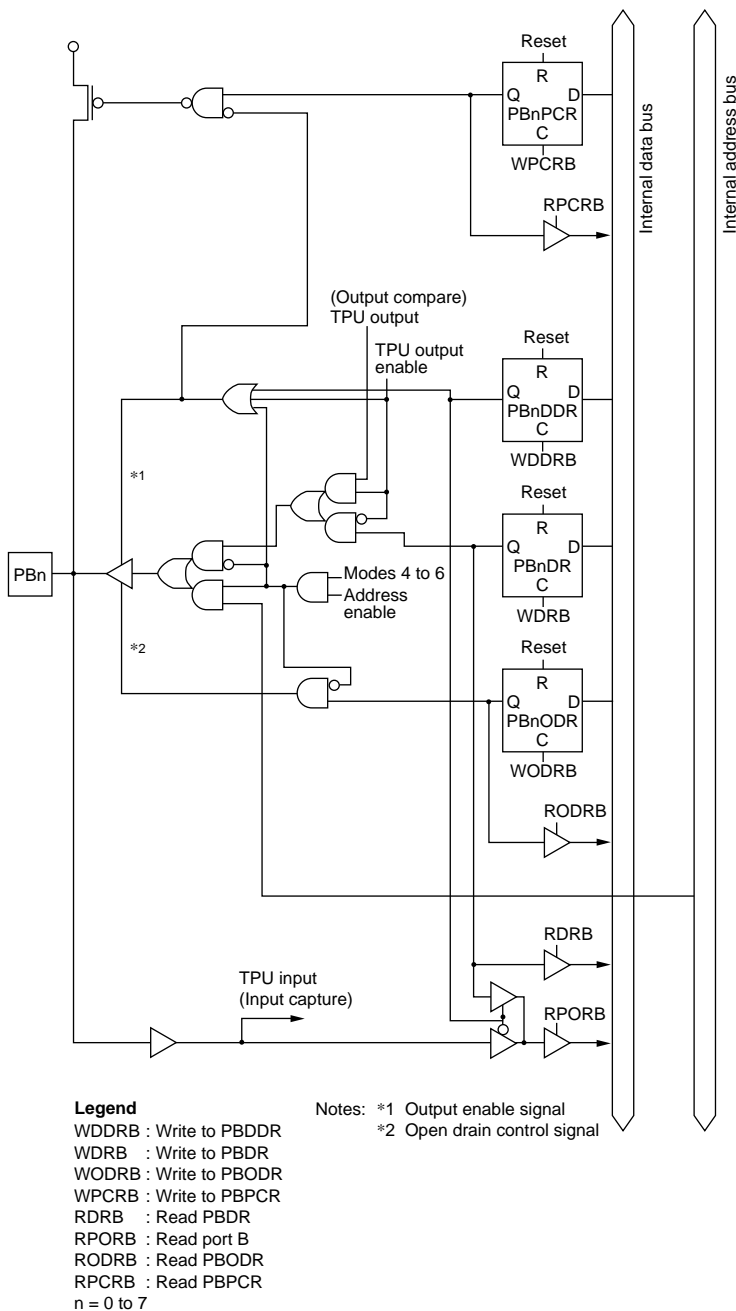 Reset
R
Q D
PBnPCR
C
WPCRB
RPCRB
Internal data bus
Internal address bus
(Output compare)
TPU output
TPU output
enable
Reset
R
Q D
PBnDDR
C
WDDRB
*1
Reset
R
Q D
PBnDR
C
WDRB
PBn
Modes 4 to 6
Address
enable
*2
Reset
R
Q D
PBnODR
C
WODRB
RODRB
RDRB
TPU input
(Input capture)
RPORB
Legend
WDDRB : Write to PBDDR
WDRB : Write to PBDR
WODRB : Write to PBODR
WPCRB : Write to PBPCR
RDRB : Read PBDR
RPORB : Read port B
RODRB : Read PBODR
RPCRB : Read PBPCR
n = 0 to 7
Notes: *1 Output enable signal
*2 Open drain control signal